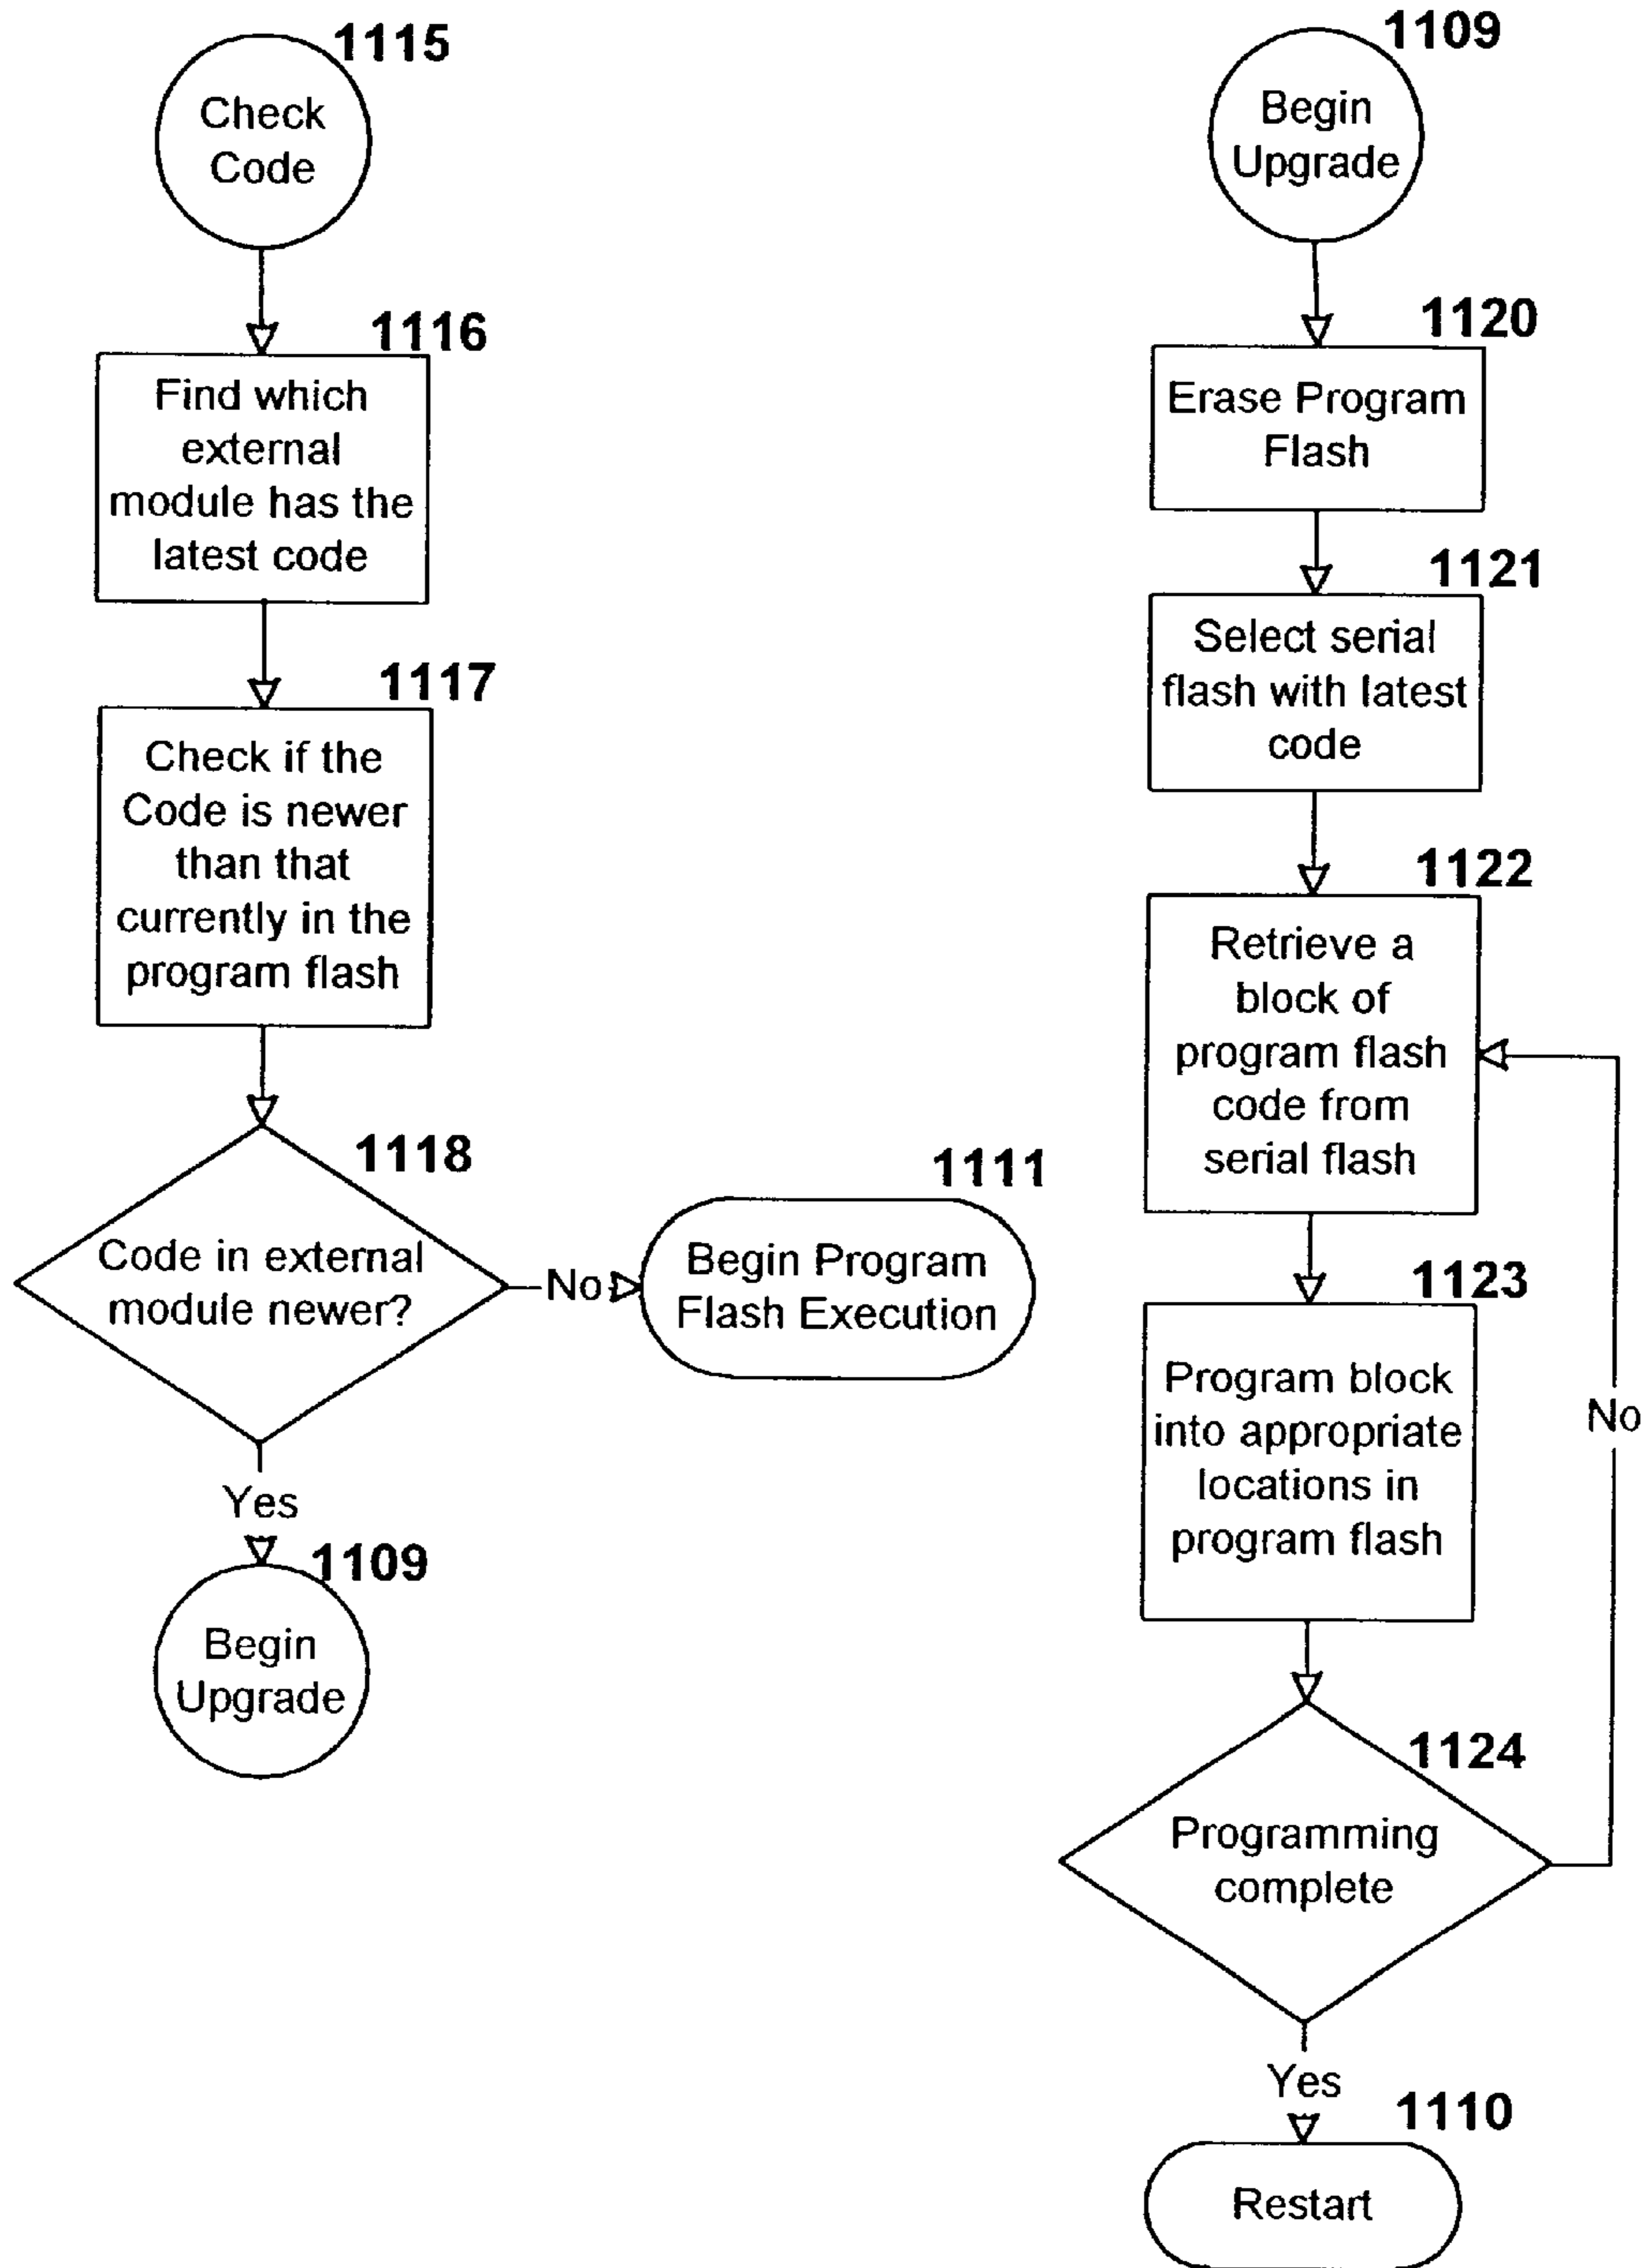 1115
Check
Code
1116
Find which
external
module has the
latest code
1117
Check if the
Code is newer
than that
currently in the
program flash
1118
Code in external
module newer?
No
1111
Begin Program
Flash Execution
Yes
1109
Begin
Upgrade
1109
Begin
Upgrade
1120
Erase Program
Flash
1121
Select serial
flash with latest
code
1122
Retrieve a
block of
program flash
code from
serial flash
1123
Program block
into appropriate
locations in
program flash
1124
Programming
complete
No
Yes
1110
Restart